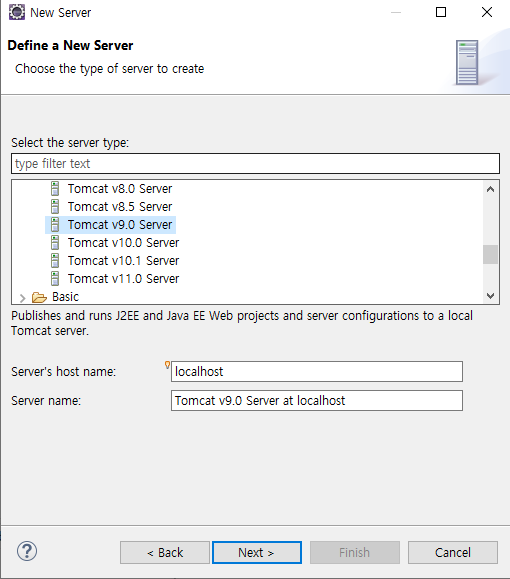 New Server
Define a New Server
Choose the type of server to create
Select the server type:
type filter text
Tomcat v8.0 Server
Tomcat v8.5 Server
Tomcat v9.0 Server
Tomcat v10.0 Server
Tomcat v10.1 Server
Tomcat v11.0 Server
Basic
Publishes and runs J2EE and Java EE Web projects and server configurations to a local
Tomcat server.
Server's host name:
localhost
Server name:
Tomcat v9.0 Server at localhost
?
< Back
Next >
Finish
Cancel